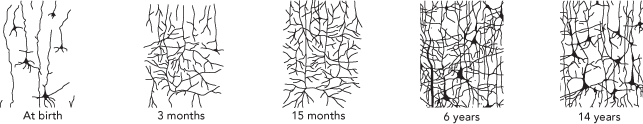 At birth
3 months
15 months
6 years
14 years